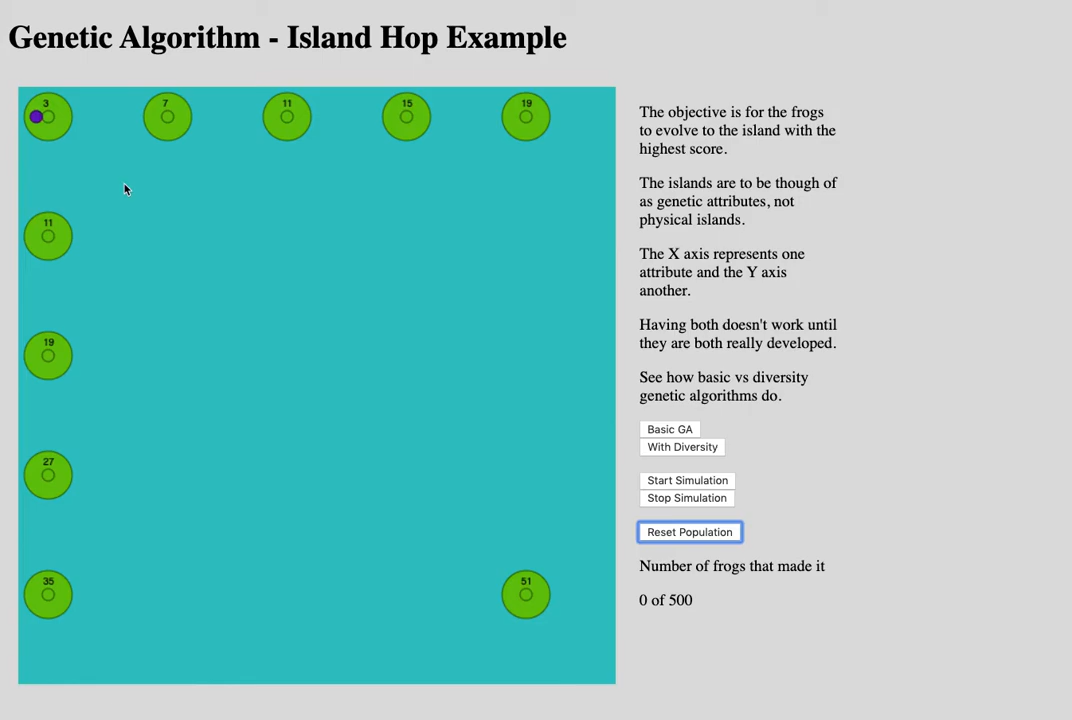 Genetic Algorithm - Island Hop Example
3
7
11
15
19
11
19
27
35
51
The objective is for the frogs
to evolve to the island with the
highest score.
The islands are to be though of
as genetic attributes, not
physical islands.
The X axis represents one
attribute and the Y axis
another.
Having both doesn't work until
they are both really developed.
See how basic vs diversity
genetic algorithms do.
Basic GA
With Diversity
Start Simulation
Stop Simulation
Reset Population
Number of frogs that made it
0 of 500